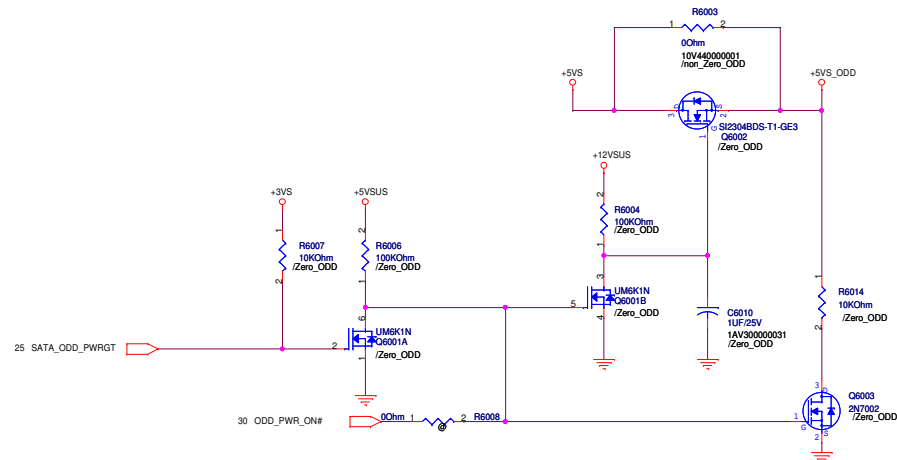 R6003
1
2
0Ohm
10V440000001
/non_Zero_ODD
+5VS
+5VS_ODD
D
S
3
2
SI2304BDS-T1-GE3
G
1
Q6002
/Zero_ODD
+12VSUS
2
R6004
100KOhm
/Zero_ODD
1
+3VS
+5VSUS
1
2
R6007
10KOhm
/Zero_ODD
2
R6006
100KOhm
/Zero_ODD
1
3
5
UM6K1N
Q6001B
/Zero_ODD
4
C6010
1UF/25V
1AV300000031
/Zero_ODD
1
R6014
10KOhm
/Zero_ODD
2
6
UM6K1N
Q6001A
/Zero_ODD
25 SATA_ODD_PWRGT
2
1
3
D
Q6003
2N7002
/Zero_ODD
1
G
2
S
30 ODD_PWR_ON#
0Ohm
1
2
R6008
@